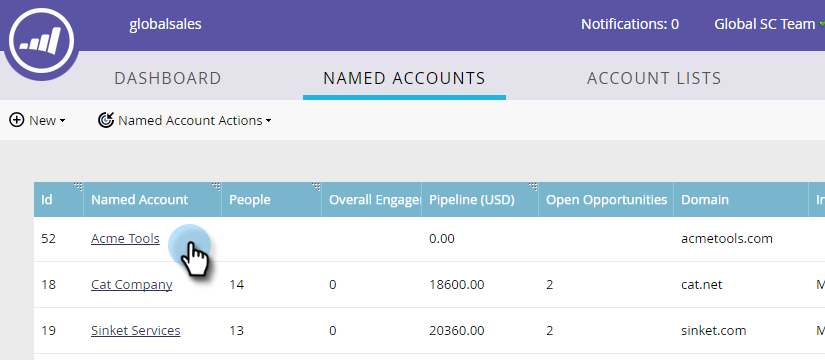 globalsales Notifications: 0 Global SC Team
DASHBOARD NAMED ACCOUNTS ACCOUNT LISTS
New Named Account Actions
Id Named Account People Overall Engage Pipeline (USD) Open Opportunities Domain In
52 Acme Tools 0.00 acmetools.com
18 Cat Company 14 0 18600.00 2 cat.net M
19 Sinket Services 13 0 20360.00 2 sinket.com M